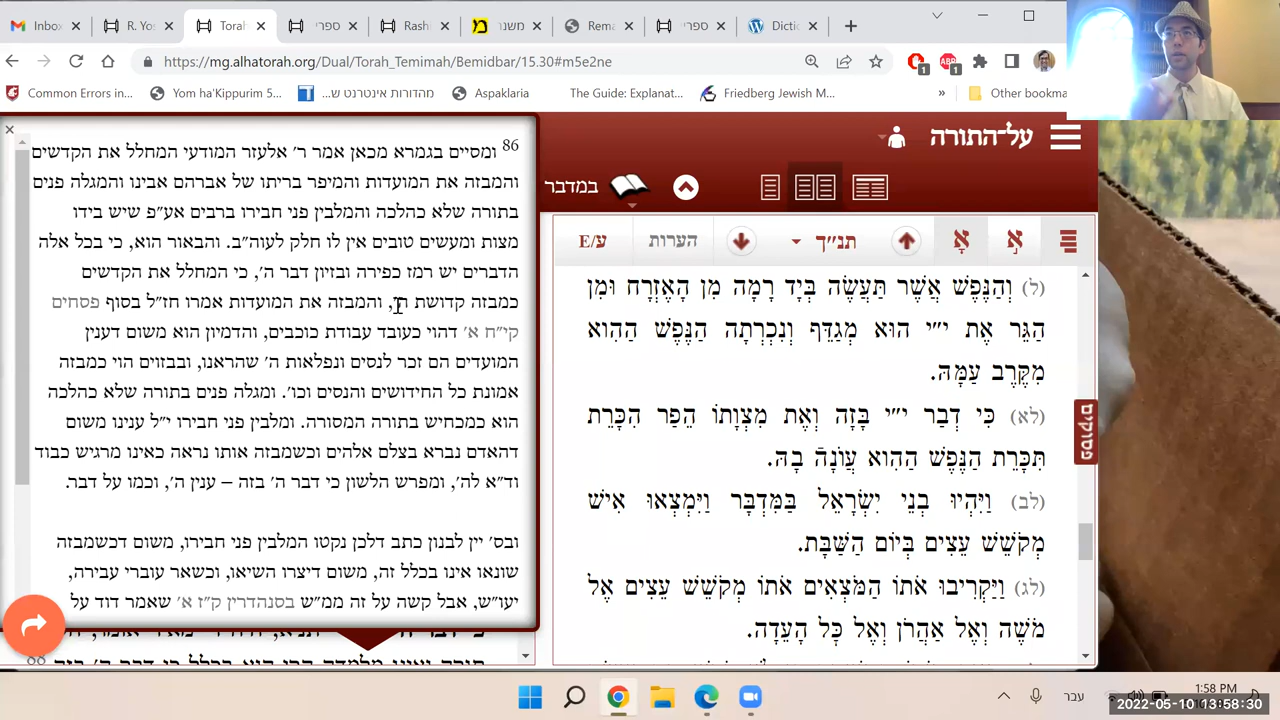 Inbox
R. Yos
Torah
ספרי
Rash
משנה
Rema
ספרי
Dictio
https://mg.alhatorah.org/Dual/Torah_Temimah/Bemidbar/15.30#m5e2ne
Common Errors in...
Yom ha'Kippurim 5...
מהדורות אינטרנט ש...
Aspaklaria
The Guide: Explanat...
Friedberg Jewish M...
»
Other bookma
86 ומסיים בגמרא מכאן אמר ר' אלעזר המודעי המחלל את הקדשים
והמבזה את המועדות והמיפר בריתו של אברהם אבינו והמגלה פנים
בתורה שלא כהלכה והמלבין פני חבירו ברבים אע"פ שיש בידו
מצות ומעשים טובים אין לו חלק לעוה"ב. והבאור הוא, כי בכל אלה
הדברים יש רמז כפירה ובזיון דבר ה', כי המחלל את הקדשים
כמבזה קדושת ה', והמבזה את המועדות אמרו חז"ל בסוף פסחים
קי"ח א' דהוי כעובד עבודת כוכבים, והדמיון הוא משום דענין
המועדים הם זכר לנסים ונפלאות ה' שהראנו, ובבזוים הוי כמבזה
אמונת כל החידושים והנסים וכו'. ומגלה פנים בתורה שלא כהלכה
הוא כמכחיש בתורה המסורה. ומלבין פני חבירו י"ל ענינו משום
דהאדם נברא בצלם אלהים וכשמבזה אותו נראה כאינו מרגיש כבוד
וד"א לה', ומפרש הלשון כי דבר ה' בזה – ענין ה', וכמו על דבר.
ובס' יין לבנון כתב דלכן נקטו המלבין פני חבירו, משום דכשמבזה
שונאו אינו בכלל זה, משום דיצרו השיאו, וכשאר עוברי עבירה,
יעו"ש, אבל קשה על זה ממ"ש בסנהדרין ק"ז א' שאמר דוד על
על־התורה
במדבר
E/ע
הערות
תנ"ך
אָ
אֶ֑
(ל) וְהַנֶּפֶשׁ אֲשֶׁר תַּעֲשֶׂה בְּיָד רָמָה מִן הָאֶזְרָח וּמִן
הַגֵּר אֶת י"י הוּא מְגַדֵּף וְנִכְרְתָה הַנֶּפֶשׁ הַהִוא
מִקֶּרֶב עַמָּהּ.
(לא) כִּי דְבַר י"י בָּזָה וְאֶת מִצְוָתוֹ הֵפַר הִכָּרֵת
תִּכָּרֵת הַנֶּפֶשׁ הַהִוא עֲוֺנָהּ בָהּ.
(לב) וַיִּהְיוּ בְנֵי יִשְׂרָאֵל בַּמִּדְבָּר וַיִּמְצְאוּ אִישׁ
מְקֹשֵׁשׁ עֵצִים בְּיוֹם הַשַּׁבָּת.
(לג) וַיַּקְרִיבוּ אֹתוֹ הַמֹּצְאִים אֹתוֹ מְקֹשֵׁשׁ עֵצִים אֶל
מֹשֶׁה וְאֶל אַהֲרֹן וְאֶל כָּל הָעֵדָה.
פסוקים
עבר
1:58 PM
2022-05-10 13:58:30